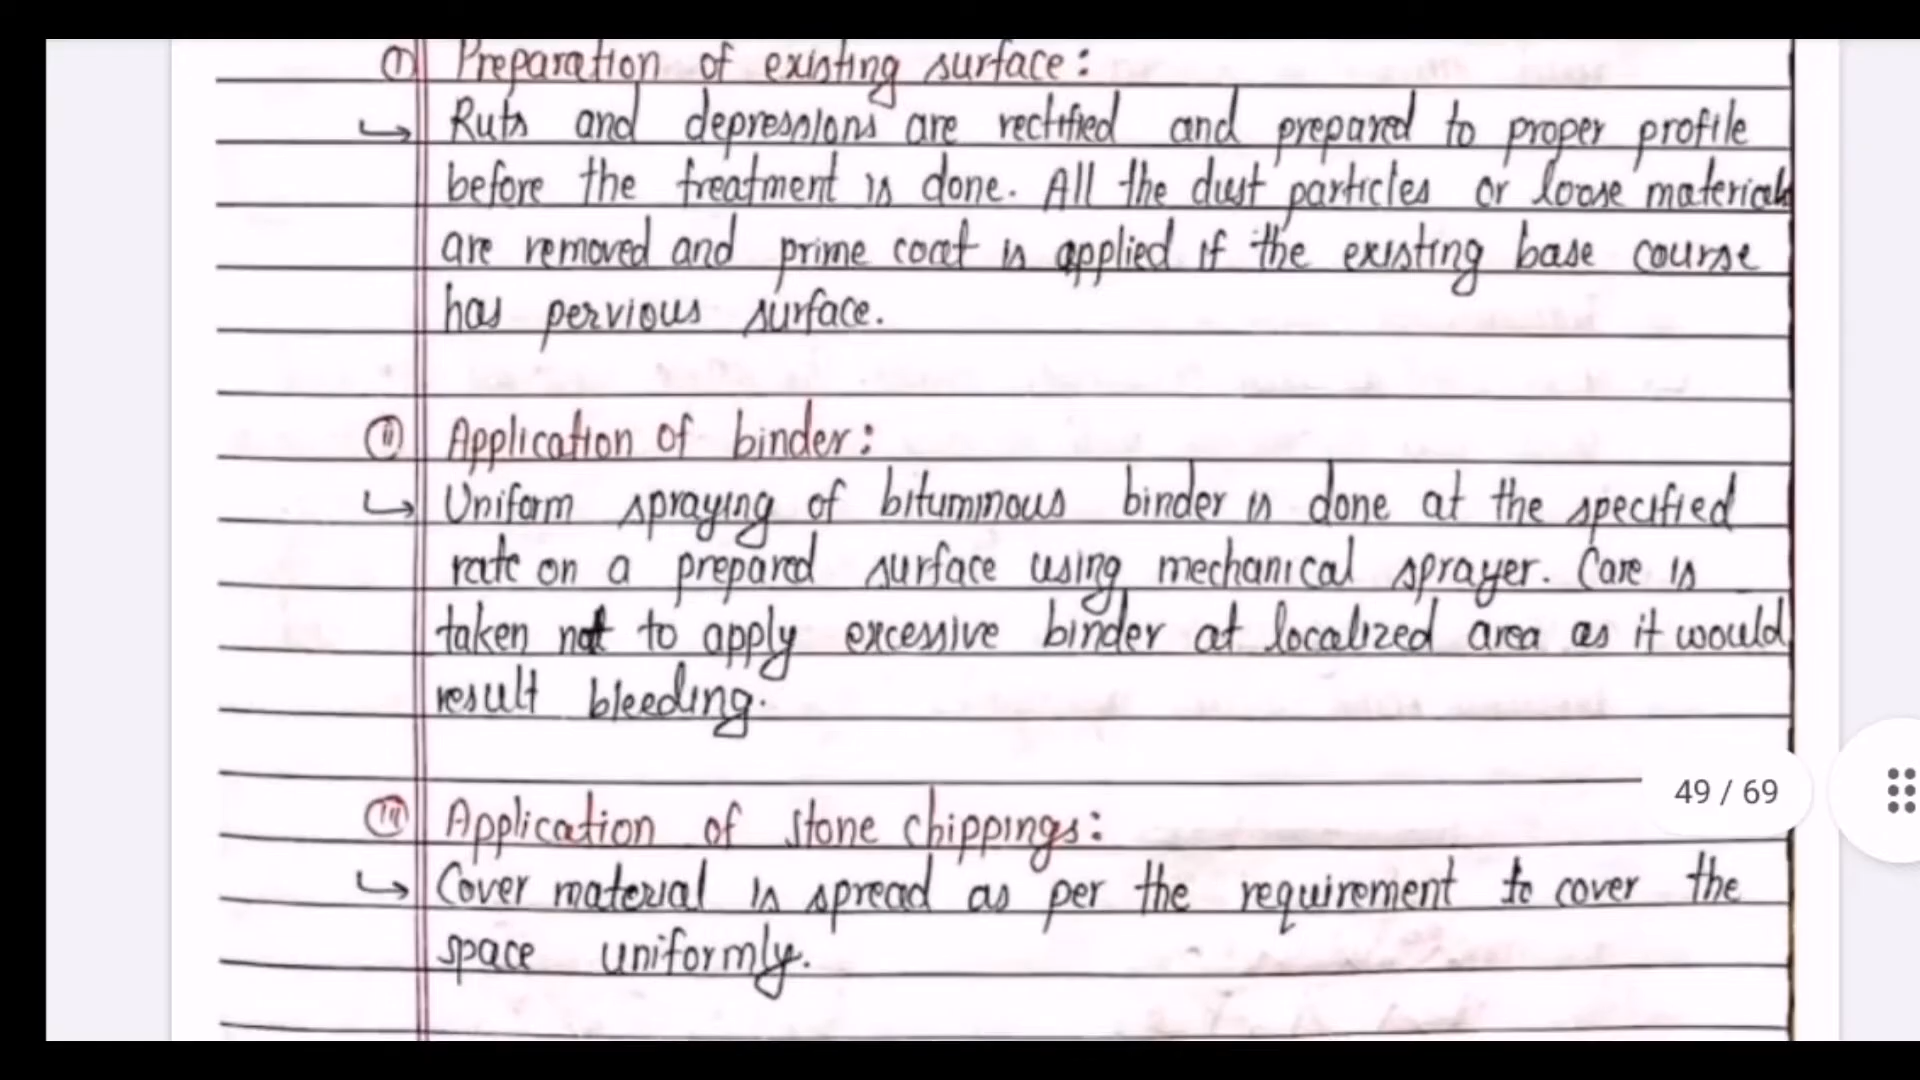 (i) Preparation of existing surface:
↳ Ruts and depressions are rectified and prepared to proper profile
before the treatment is done. All the dust particles or loose materials
are removed and prime coat is applied if the existing base course
has pervious surface.
(ii) Application of binder:
↳ Uniform spraying of bituminous binder is done at the specified
rate on a prepared surface using mechanical sprayer. Care is
taken not to apply excessive binder at localized area as it would
result bleeding.
49 / 69
(iii) Application of stone chippings:
↳ Cover material is spread as per the requirement to cover the
space uniformly.